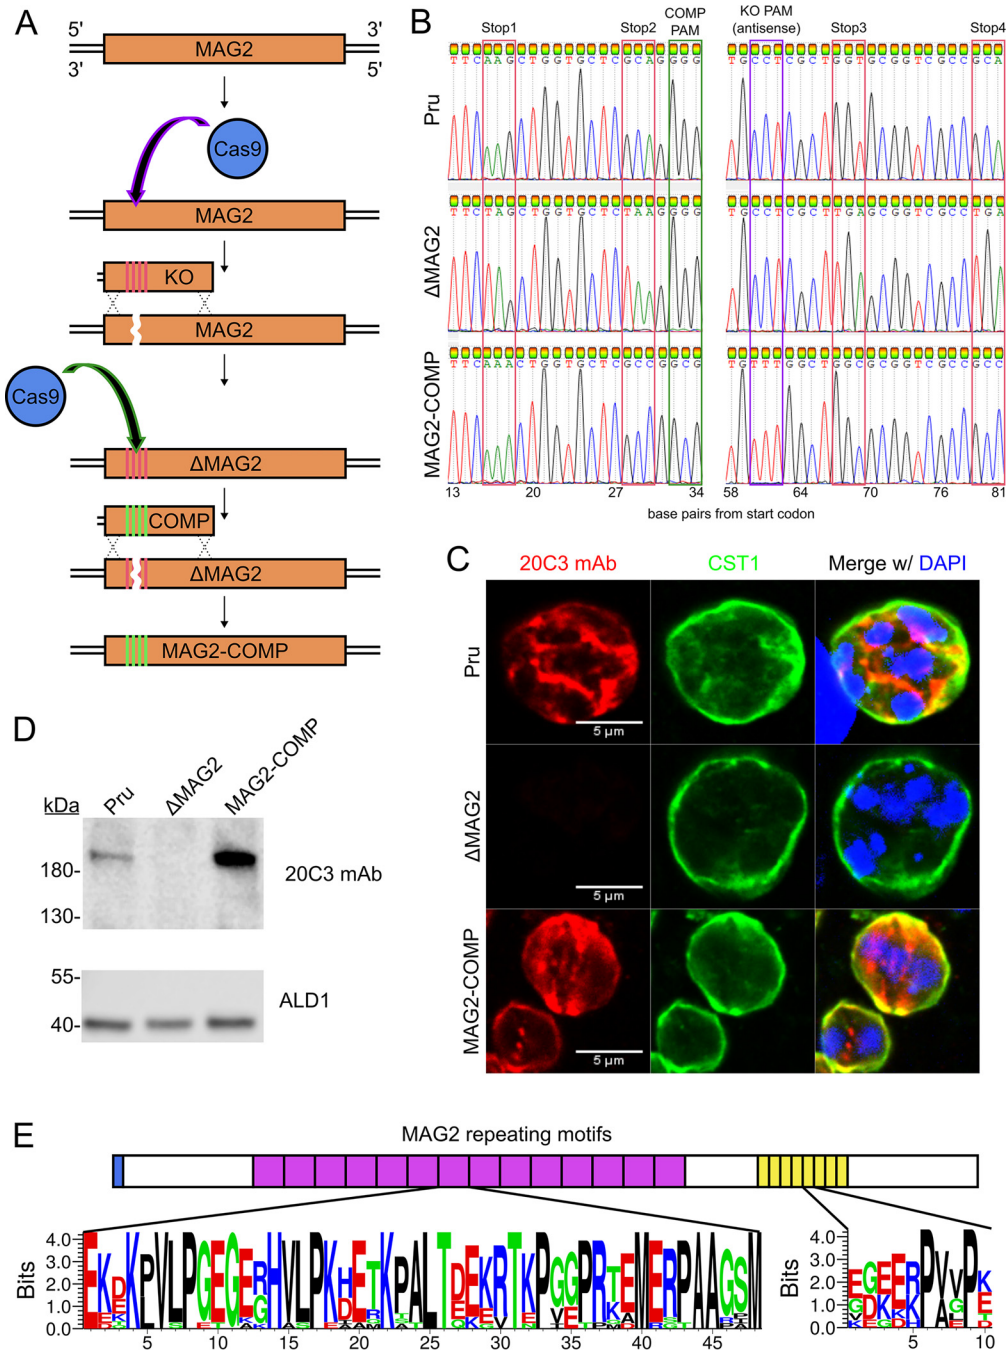 A
5'
3'
MAG2
3'
5'
Cas9
MAG2
KO
MAG2
Cas9
ΔMAG2
COMP
ΔMAG2
MAG2-COMP
B
Stop1
Stop2
COMP
PAM
KO PAM
(antisense)
Stop3
Stop4
Pru
T T C A A G C T G G T G C T C G C A G G G G
T G C C T C G C T G G T G C G G T C G C C G C A
ΔMAG2
T T C T A G C T G G T G C T C T A A G G G G
T G C C T C G C T T G A G C G G T C G C C T G A
MAG2-COMP
T T C A A A C T G G T G C T C G C C G G C G
13 20 27 34
58 64 70 76 81
base pairs from start codon
C
20C3 mAb
CST1
Merge w/ DAPI
Pru
5 µm
ΔMAG2
5 µm
MAG2-COMP
5 µm
D
kDa
Pru
ΔMAG2
MAG2-COMP
180-
130-
20C3 mAb
55-
40-
ALD1
E
MAG2 repeating motifs
Bits
4.0
3.0
2.0
1.0
0.0
5 10 15 20 25 30 35 40 45
Bits
4.0
3.0
2.0
1.0
0.0
5 10